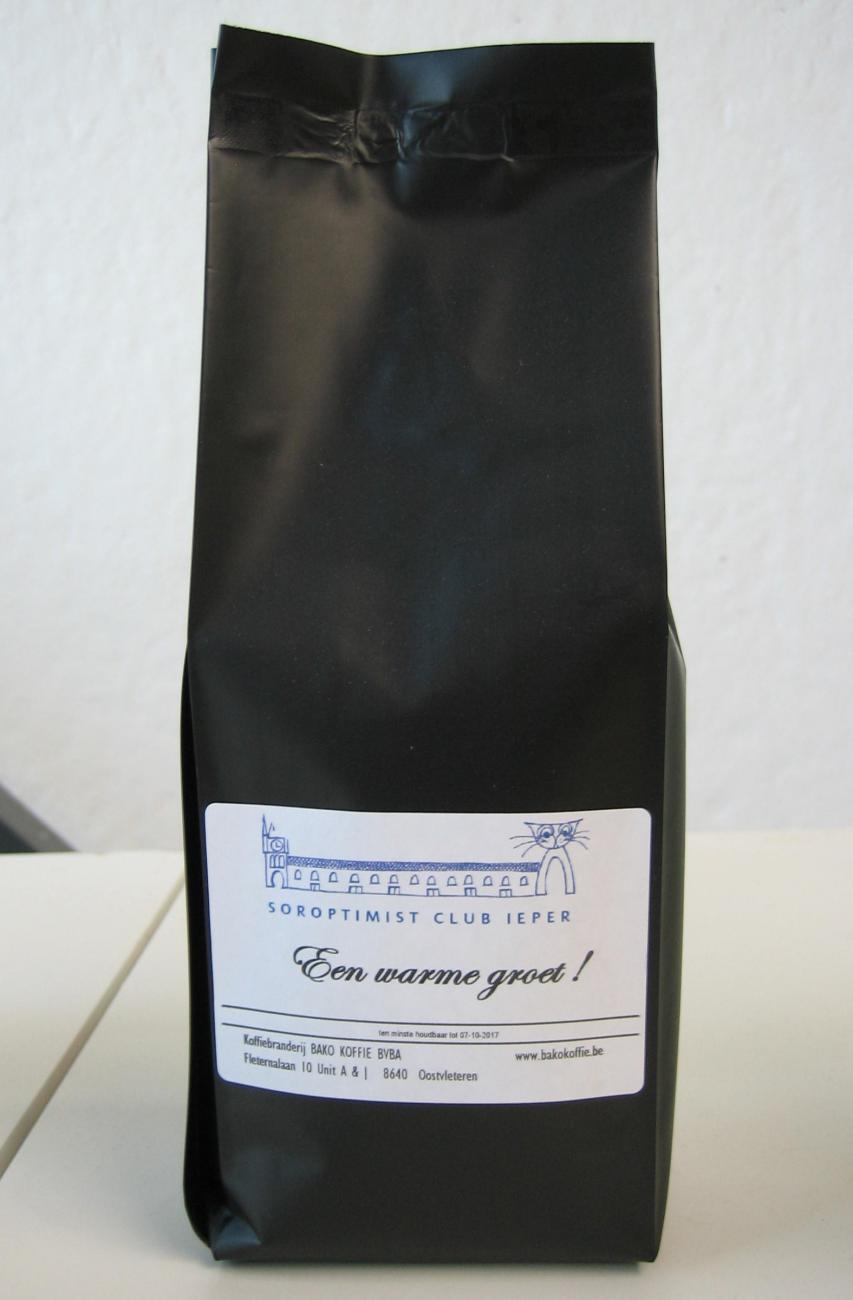 SOROPTIMIST CLUB IEPER
Een warme groet !
ten minste houdbaar tot 07-10-2017
Koffiebranderij BAKO KOFFIE BVBA
www.bakokoffie.be
Fleternalaan 10 Unit A & J 8640 Oostvleteren